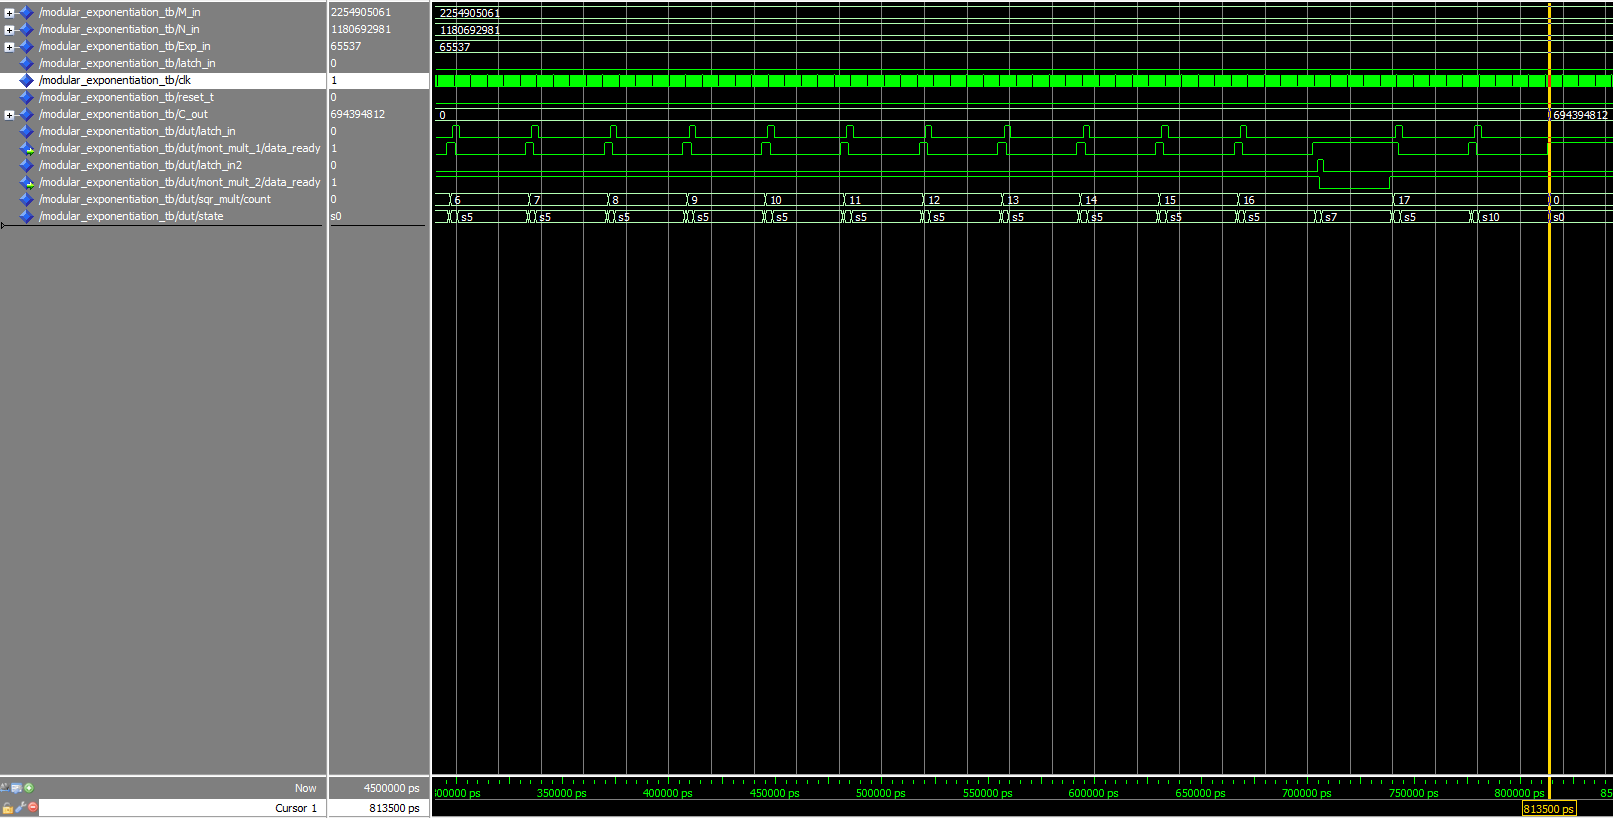 /modular_exponentiation_tb/M_in 2254905061 2254905061
/modular_exponentiation_tb/N_in 1180692981 1180692981
/modular_exponentiation_tb/Exp_in 65537 65537
/modular_exponentiation_tb/latch_in 0
/modular_exponentiation_tb/clk 1
/modular_exponentiation_tb/reset_t 0
/modular_exponentiation_tb/C_out 694394812 0 694394812
/modular_exponentiation_tb/dut/latch_in 0
/modular_exponentiation_tb/dut/mont_mult_1/data_ready 1
/modular_exponentiation_tb/dut/latch_in2 0
/modular_exponentiation_tb/dut/mont_mult_2/data_ready 1
/modular_exponentiation_tb/dut/sqr_mult/count 0 6 7 8 9 10 11 12 13 14 15 16 17 0
/modular_exponentiation_tb/dut/state s0 s5 s5 s5 s5 s5 s5 s5 s5 s5 s5 s5 s7 s5 s10 s0
Now 4500000 ps 300000 ps 350000 ps 400000 ps 450000 ps 500000 ps 550000 ps 600000 ps 650000 ps 700000 ps 750000 ps 800000 ps 85
Cursor 1 813500 ps 813500 ps